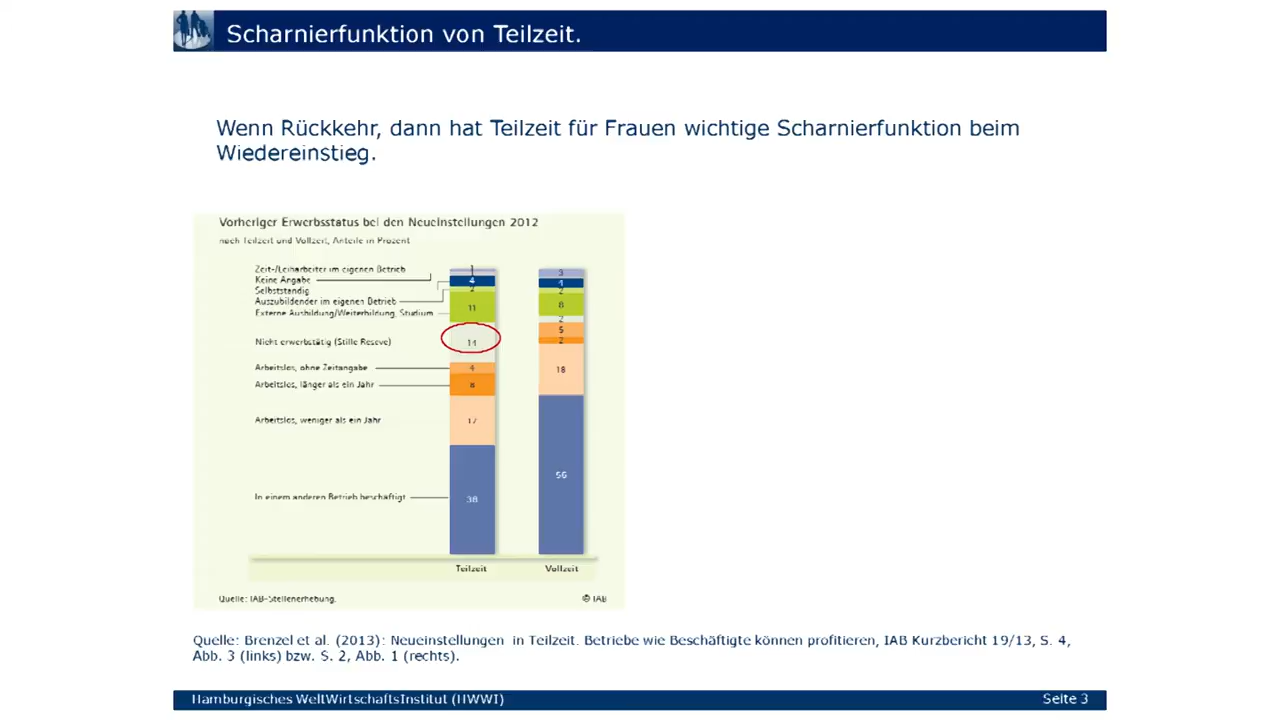 Scharnierfunktion von Teilzeit.
Wenn Rückkehr, dann hat Teilzeit für Frauen wichtige Scharnierfunktion beim
Wiedereinstieg.
Vorheriger Erwerbsstatus bei den Neueinstellungen 2012
nach Teilzeit und Vollzeit, Anteile in Prozent
Zeit-/Leiharbeiter im eigenen Betrieb 1 3
Keine Angabe 4 4
Selbstständig 2 2
Auszubildender im eigenen Betrieb 11 8
Externe Ausbildung/Weiterbildung, Studium 2
Nicht erwerbstätig (Stille Reserve) 14 5
Arbeitslos, ohne Zeitangabe 4 2
Arbeitslos, länger als ein Jahr 8 18
Arbeitslos, weniger als ein Jahr 17
In einem anderen Betrieb beschäftigt 38 56
Teilzeit Vollzeit
Quelle: IAB-Stellenerhebung. © IAB
Quelle: Brenzel et al. (2013): Neueinstellungen in Teilzeit. Betriebe wie Beschäftigte können profitieren, IAB Kurzbericht 19/13, S. 4,
Abb. 3 (links) bzw. S. 2, Abb. 1 (rechts).
Hamburgisches WeltWirtschaftsInstitut (HWWI) Seite 3